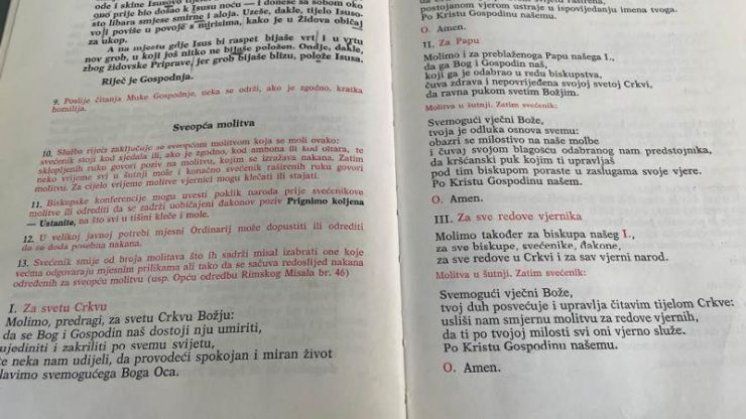 ode i skine Isusovo
ono prije bio došao k Isusu noću — i donese sa sobom oko
sto libara smjese smirne i aloja. Uzeše, dakle, tijelo Isuso-
voji poviše u povoje s mirisima, kako je u Židova običaj
za ukop.
A na mjestu gdje Isus bi raspet bijaše vrt i u vrtu
nov grob, u koji još nitko ne bijaše položen. Ondje, dakle,
zbog židovske Priprave, jer grob bijaše blizu, polože Isusa.
Riječ je Gospodnja.
9. Poslije čitanja Muke Gospodnje, neka se održi, ako je zgodno, kratka
homilija.
Sveopća molitva
10. Služba riječi zaključuje se sveopćom molitvom koja se moli ovako:
svećenik stoji kod sjedala ili, ako je zgodno, kod ambona ili kod oltara, te
sklopljenih ruku govori poziv na molitvu, kojim se izražava nakana. Zatim
neko vrijeme svi u šutnji mole i konačno svećenik raširenih ruku govori
molitvu. Za cijelo vrijeme molitve vjernici mogu klečati ili stajati.
11. Biskupske konferencije mogu uvesti poklik naroda prije svećenikove
molitve ili odrediti da se zadrži uobičajeni đakonov poziv Prignimo koljena
— Ustanite, na što svi u tišini kleče i mole.
12. U velikoj javnoj potrebi mjesni Ordinarij može dopustiti ili odrediti
da se doda posebna nakana.
13. Svećenik smije od broja molitava što ih sadrži misal izabrati one koje
većma odgovaraju mjesnim prilikama ali tako da se sačuva redoslijed nakana
određenih za sveopću molitvu (usp. Opću odredbu Rimskog Misala br. 46)
I. Za svetu Crkvu
Molimo, predragi, za svetu Crkvu Božju:
da se Bog i Gospodin naš dostoji nju umiriti,
ujediniti i zakriliti po svemu svijetu,
te neka nam udijeli, da provodeći spokojan i miran život
slavimo svemogućega Boga Oca.
postojanom vjerom ustraje u ispovijedanju imena tvoga.
Po Kristu Gospodinu našem.
O. Amen.
II. Za Papu
Molimo i za preblaženoga Papu našega I.,
da ga Bog i Gospodin naš,
koji ga je odabrao u redu biskupstva,
čuva zdrava i nepovrijeđena svojoj svetoj Crkvi,
da ravna pukom svetim Božjim.
Molitva u šutnji. Zatim svećenik:
Svemogući vječni Bože,
tvoja je odluka osnova svemu:
obazri se milostivo na naše molbe
i čuvaj svojom blagošću odabranog nam predstojnika,
da kršćanski puk kojim ti upravljaš
pod tim biskupom poraste u zaslugama svoje vjere.
Po Kristu Gospodinu našem.
O. Amen.
III. Za sve redove vjernika
Molimo također za biskupa našeg I.,
za sve biskupe, svećenike, đakone,
za sve redove u Crkvi i za sav vjerni narod.
Molitva u šutnji. Zatim svećenik:
Svemogući vječni Bože,
tvoj duh posvećuje i upravlja čitavim tijelom Crkve:
usliši nam smjernu molitvu za redove vjernih,
da ti po tvojoj milosti svi oni vjerno služe.
Po Kristu Gospodinu našemu.
O. Amen.